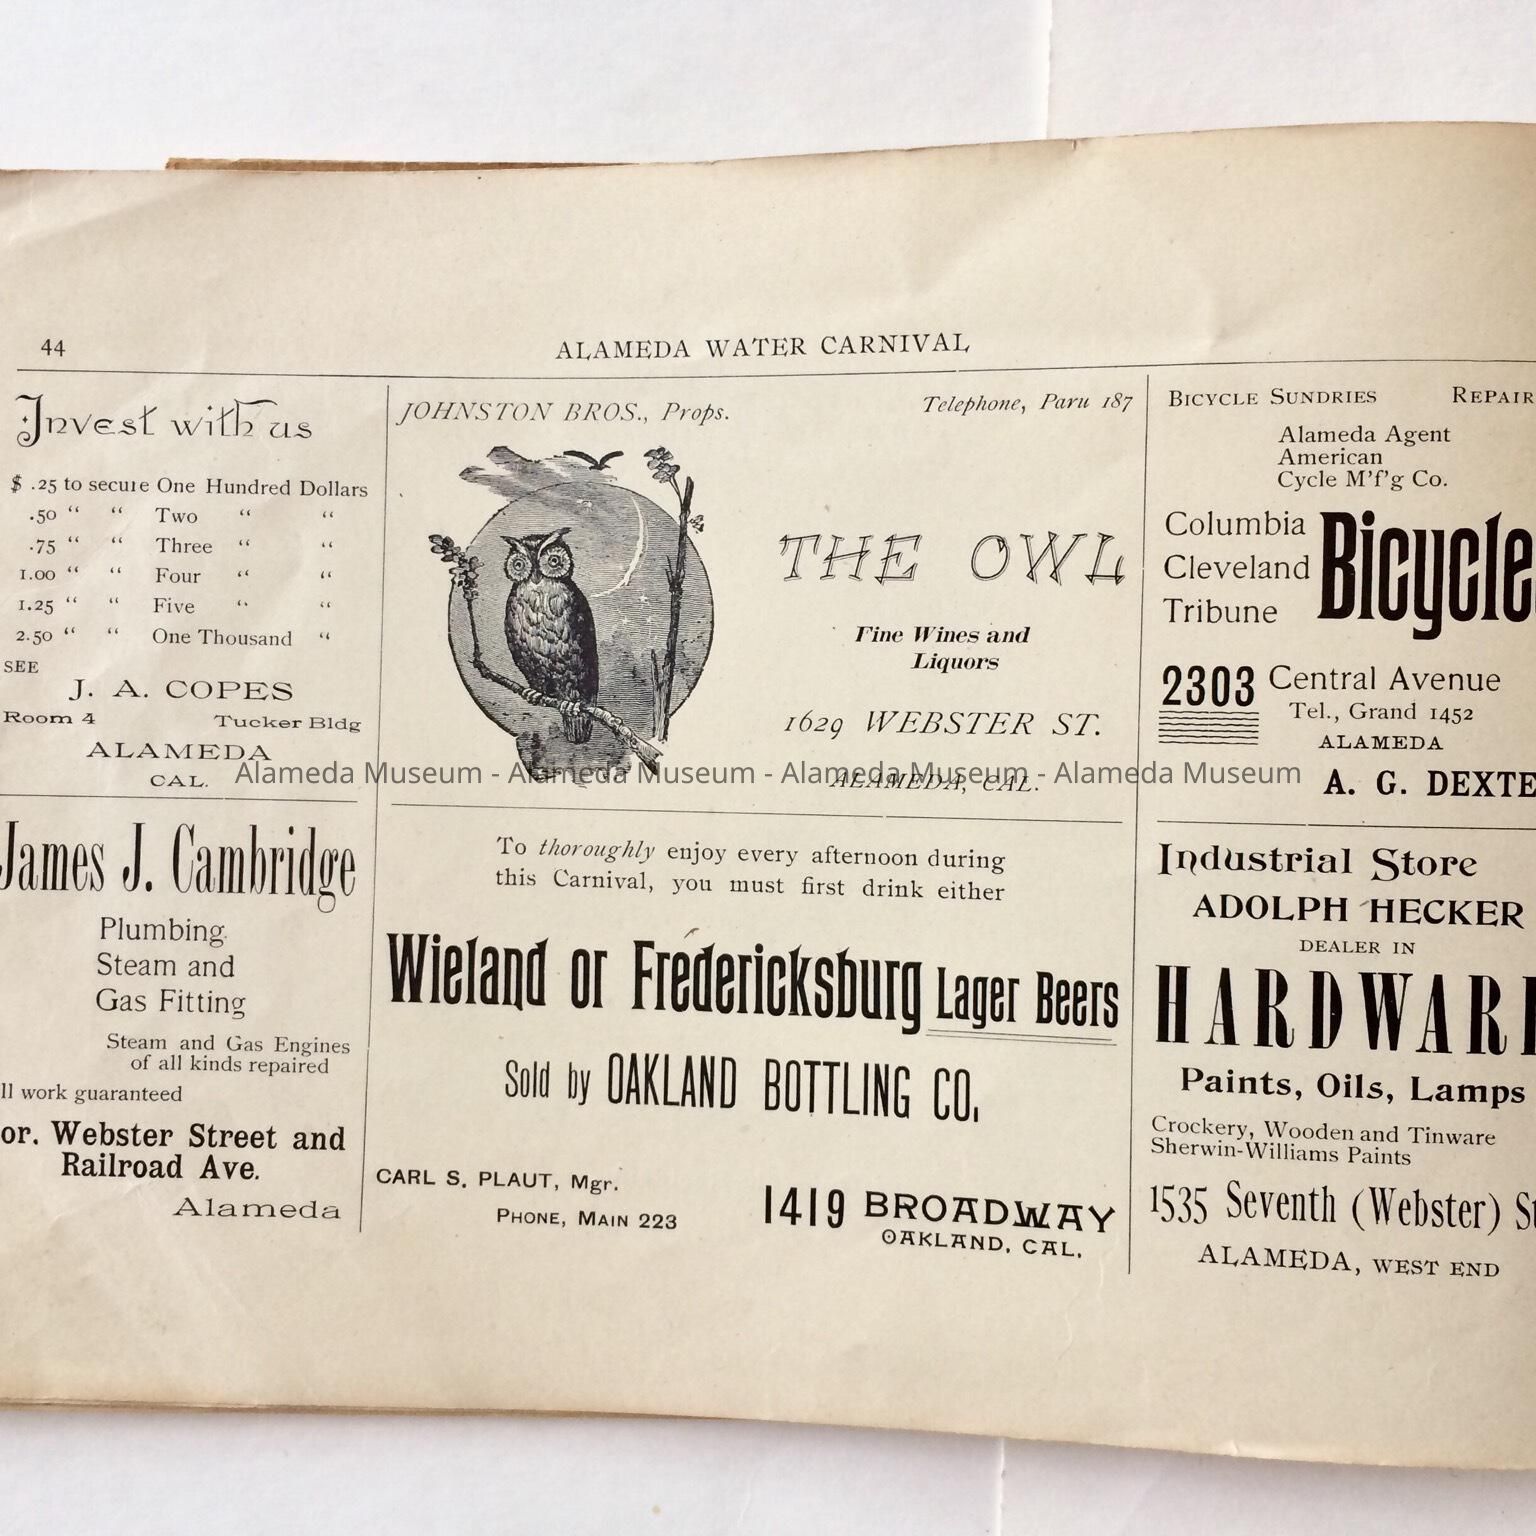 44
ALAMEDA WATER CARNIVAL
Invest with us
$ .25 to secure One Hundred Dollars
.50 “ “ Two “ “
.75 “ “ Three “ “
1.00 “ “ Four “ “
1.25 “ “ Five “ “
2.50 “ “ One Thousand “
SEE
J. A. COPES
Room 4 Tucker Bldg
ALAMEDA
CAL.
James J. Cambridge
Plumbing
Steam and
Gas Fitting
Steam and Gas Engines
of all kinds repaired
ll work guaranteed
or. Webster Street and
Railroad Ave.
Alameda
JOHNSTON BROS., Props. Telephone, Paru 187
THE OWL
Fine Wines and
Liquors
1629 WEBSTER ST.
ALAMEDA, CAL.
Alameda Museum - Alameda Museum - Alameda Museum - Alameda Museum
To thoroughly enjoy every afternoon during
this Carnival, you must first drink either
Wieland or Fredericksburg Lager Beers
Sold by OAKLAND BOTTLING CO.
CARL S. PLAUT, Mgr.
PHONE, MAIN 223
1419 BROADWAY
OAKLAND, CAL.
BICYCLE SUNDRIES REPAIR
Alameda Agent
American
Cycle M'f'g Co.
Columbia
Cleveland
Tribune
Bicycle
2303 Central Avenue
Tel., Grand 1452
ALAMEDA
A. G. DEXTE
Industrial Store
ADOLPH HECKER
DEALER IN
HARDWAR
Paints, Oils, Lamps
Crockery, Wooden and Tinware
Sherwin-Williams Paints
1535 Seventh (Webster) St
ALAMEDA, WEST END